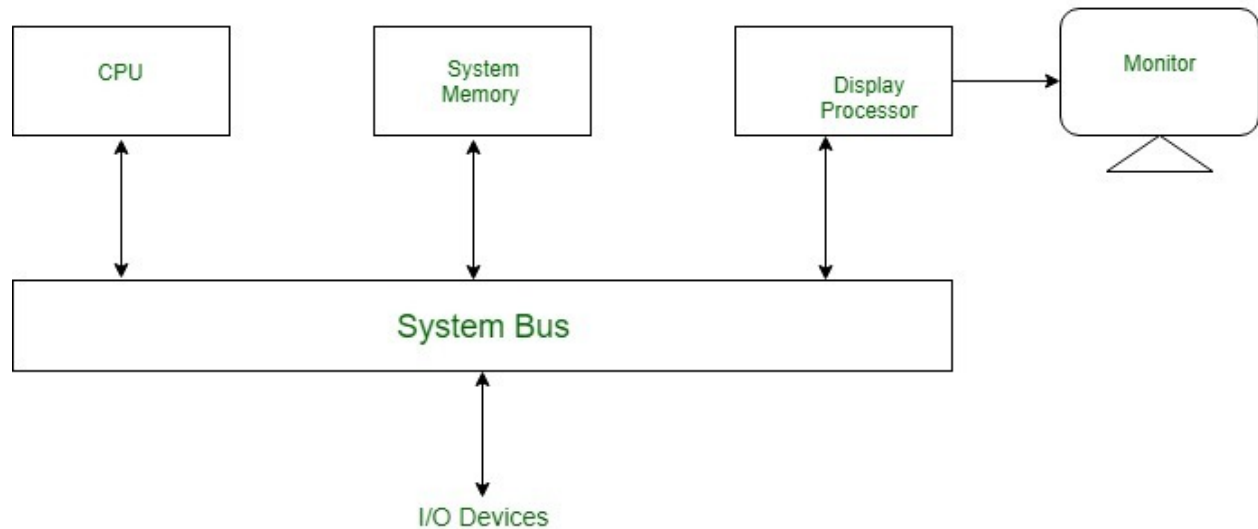 CPU
System
Memory
Display
Processor
Monitor
System Bus
I/O Devices